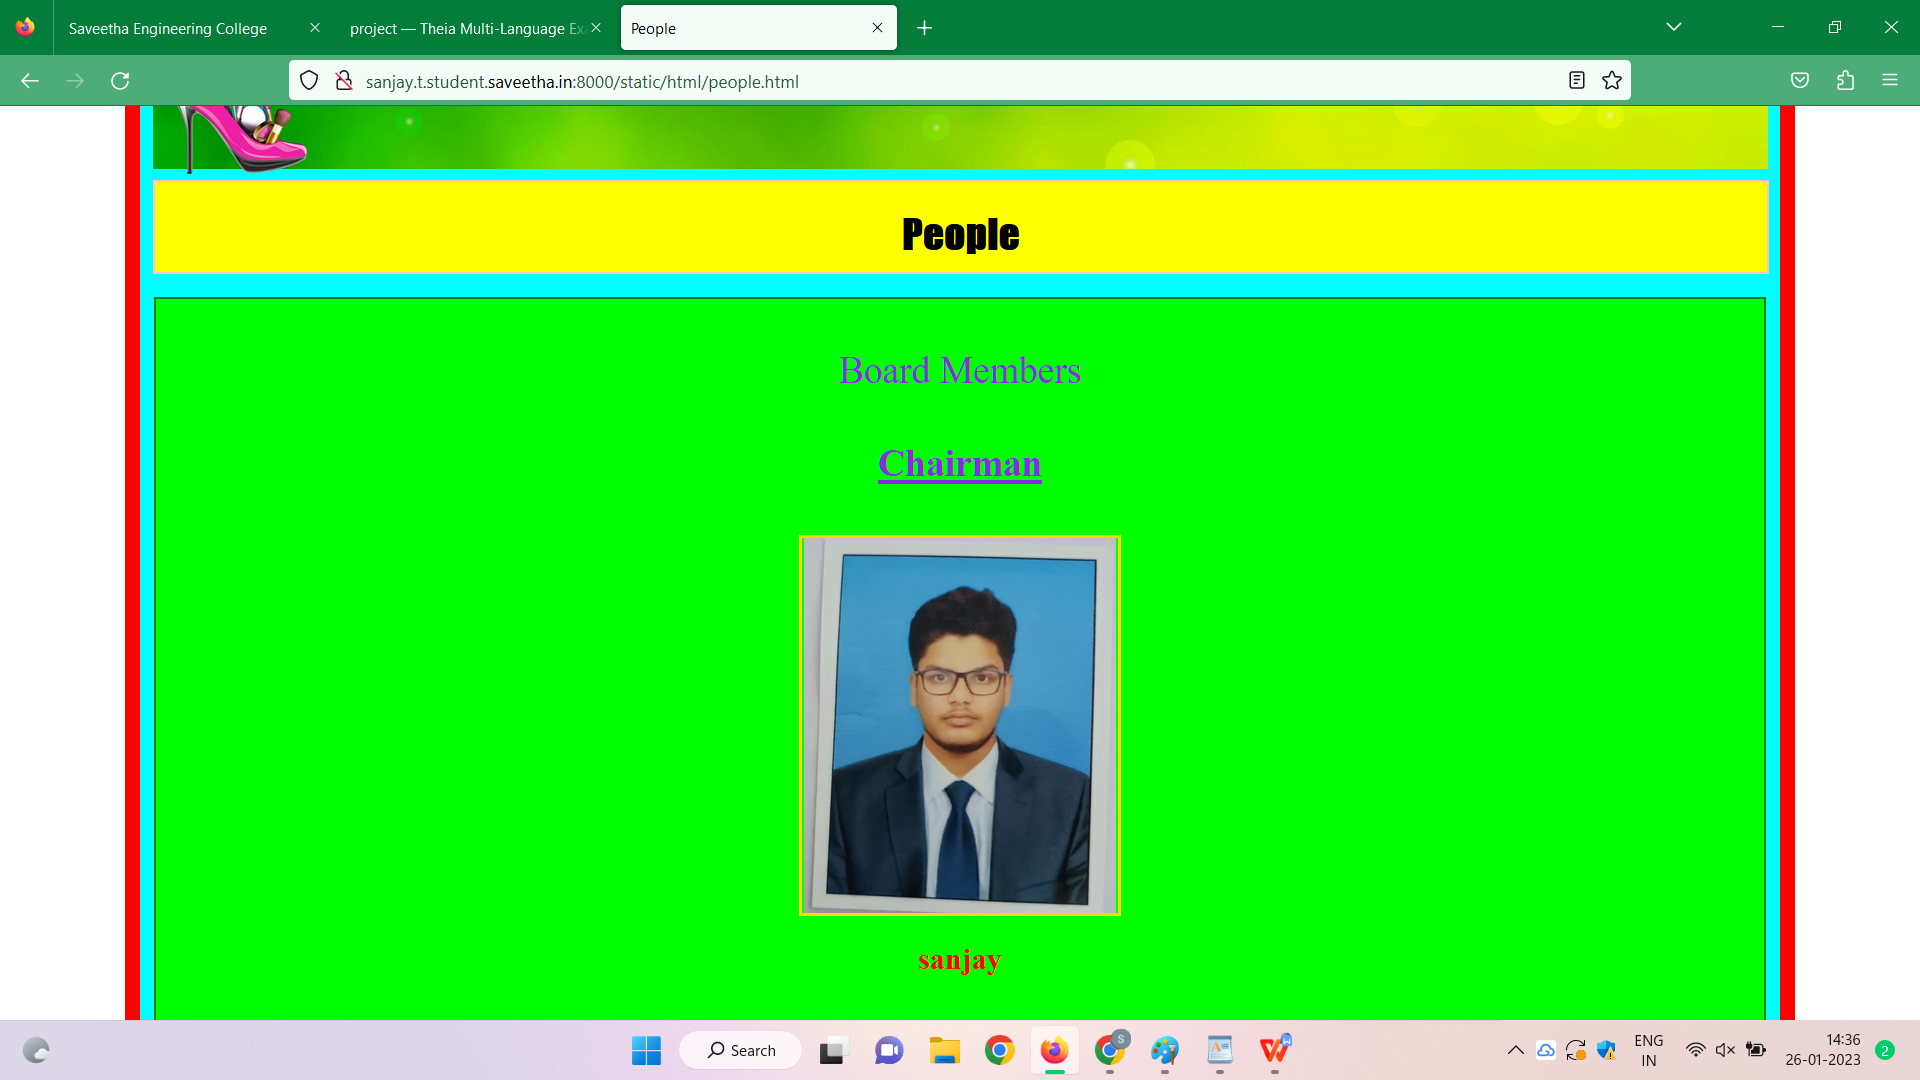 Saveetha Engineering College
project — Theia Multi-Language Ex
People
sanjay.t.student.saveetha.in:8000/static/html/people.html
People
Board Members
Chairman
sanjay
Search
S
W
ENG
IN
14:36
26-01-2023
2